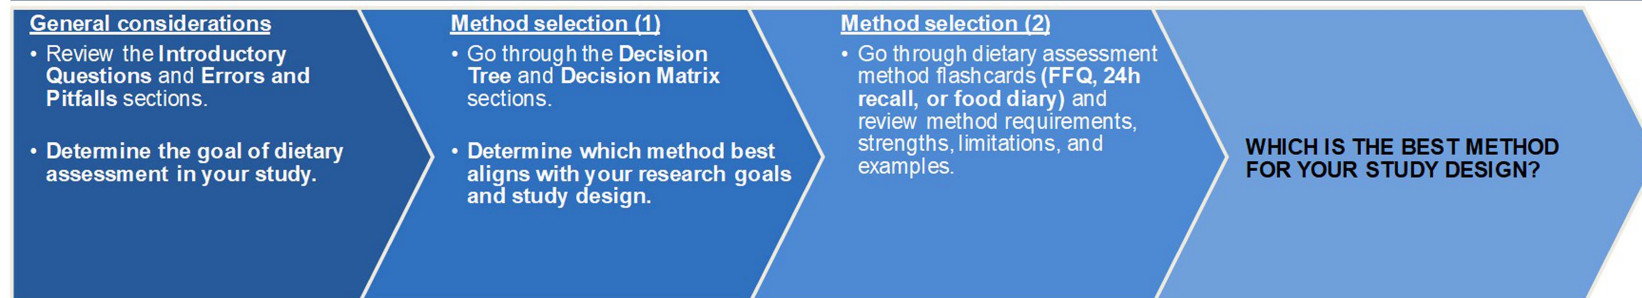 General considerations
• Review the Introductory
Questions and Errors and
Pitfalls sections.
• Determine the goal of dietary
assessment in your study.
Method selection (1)
• Go through the Decision
Tree and Decision Matrix
sections.
• Determine which method best
aligns with your research goals
and study design.
Method selection (2)
• Go through dietary assessment
method flashcards (FFQ, 24h
recall, or food diary) and
review method requirements,
strengths, limitations, and
examples.
WHICH IS THE BEST METHOD
FOR YOUR STUDY DESIGN?